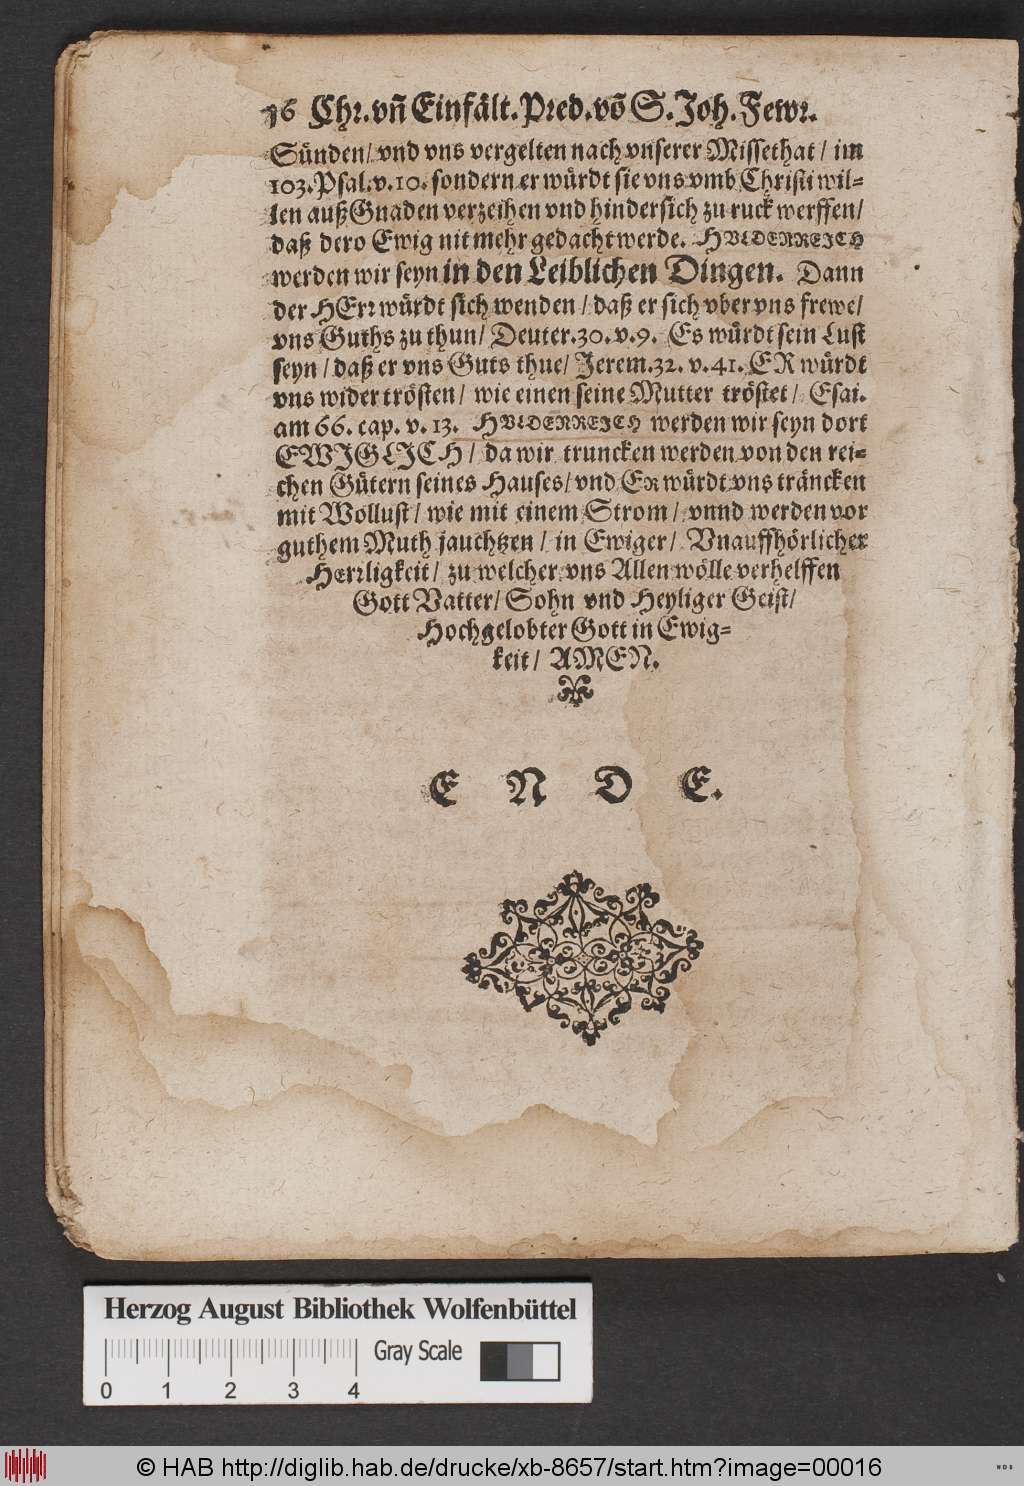 16 Chr. vñ Einfält. Pred. võ S. Joh. Fewr.
Sünden / vnd vns vergelten nach vnserer Missethat / im
103. Psal. v. 10. sondern er würdt sie vns vmb Christi wil=
len auß Gnaden verzeihen vnd hindersich zu ruck werffen /
daß dero Ewig nit mehr gedacht werde. HVLDENREICH
werden wir seyn in den Leiblichen Dingen. Dann
der HErr würdt sich wenden / daß er sich vber vns frewe /
vns Guths zu thun / Deuter. 30. v. 9. Es würdt sein Lust
seyn / daß er vns Guts thue / Jerem. 32. v. 41. ER würdt
vns wider trösten / wie einen seine Mutter tröstet / Esai.
am 66. cap. v. 13. HVLDENREICH werden wir seyn dort
EWIGLICH / da wir truncken werden von den rei=
chen Gütern seines Hauses / vnd ER würdt vns träncken
mit Wollust / wie mit einem Strom / vnnd werden vor
guthem Muth jauchtzen / in Ewiger / Vnauffhörlicher
Herrligkeit / zu welcher vns Allen wölle verhelffen
Gott Vatter / Sohn vnd Heyliger Geist /
Hochgelobter Gott in Ewig=
keit / AMEN.
E N D E.
Herzog August Bibliothek Wolfenbüttel
Gray Scale
0 1 2 3 4
© HAB http://diglib.hab.de/drucke/xb-8657/start.htm?image=00016